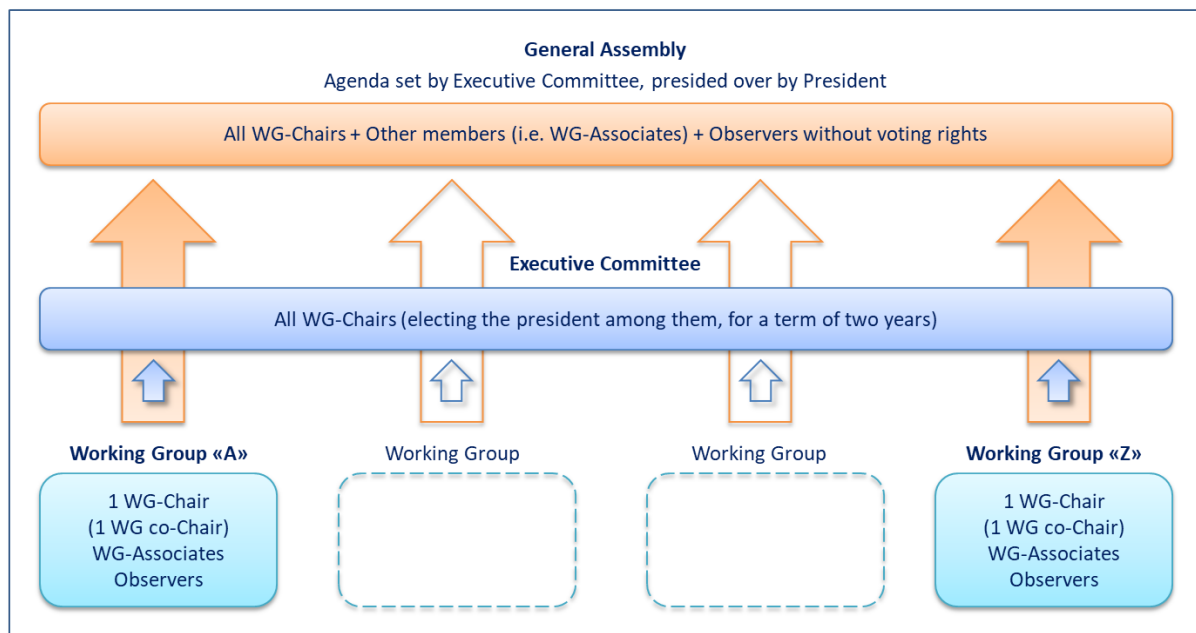 General Assembly
Agenda set by Executive Committee, presided over by President
All WG-Chairs + Other members (i.e. WG-Associates) + Observers without voting rights
Executive Committee
All WG-Chairs (electing the president among them, for a term of two years)
Working Group «A»
1 WG-Chair
(1 WG co-Chair)
WG-Associates
Observers
Working Group
Working Group
Working Group «Z»
1 WG-Chair
(1 WG co-Chair)
WG-Associates
Observers